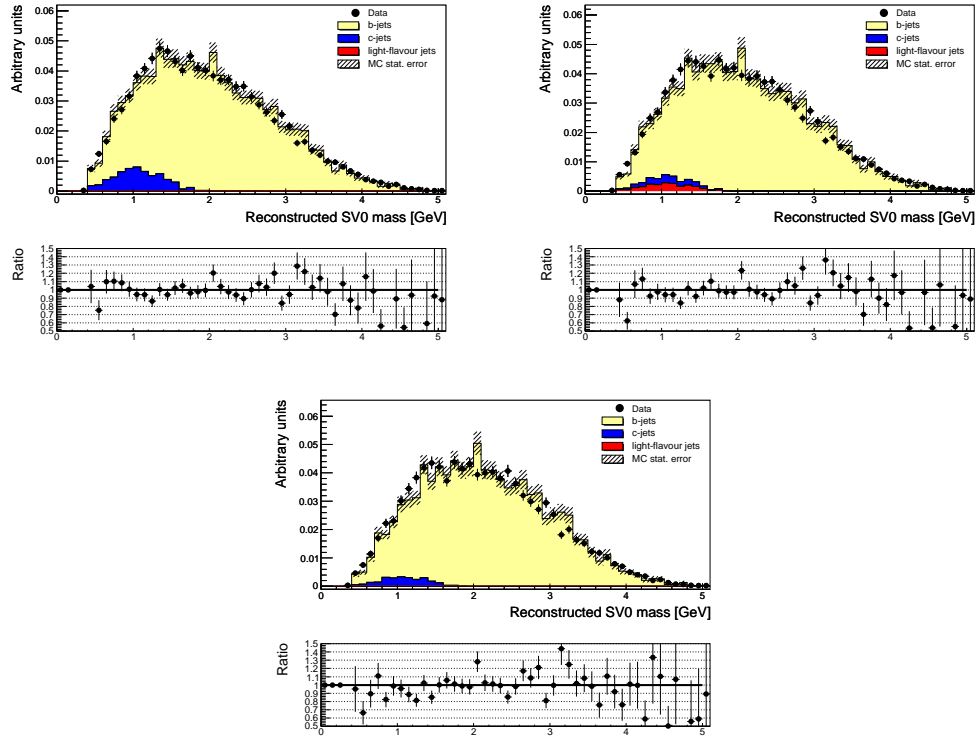 Arbitrary units
0.06
0.05
0.04
0.03
0.02
0.01
0
Data
b-jets
c-jets
light-flavour jets
MC stat. error
0 1 2 3 4 5
Reconstructed SV0 mass [GeV]
Ratio
1.5
1.4
1.3
1.2
1.1
1
0.9
0.8
0.7
0.6
0.5
0 1 2 3 4 5
Arbitrary units
0.06
0.05
0.04
0.03
0.02
0.01
0
Data
b-jets
c-jets
light-flavour jets
MC stat. error
0 1 2 3 4 5
Reconstructed SV0 mass [GeV]
Ratio
1.5
1.4
1.3
1.2
1.1
1
0.9
0.8
0.7
0.6
0.5
0 1 2 3 4 5
Arbitrary units
0.06
0.05
0.04
0.03
0.02
0.01
0
Data
b-jets
c-jets
light-flavour jets
MC stat. error
0 1 2 3 4 5
Reconstructed SV0 mass [GeV]
Ratio
1.5
1.4
1.3
1.2
1.1
1
0.9
0.8
0.7
0.6
0.5
0 1 2 3 4 5